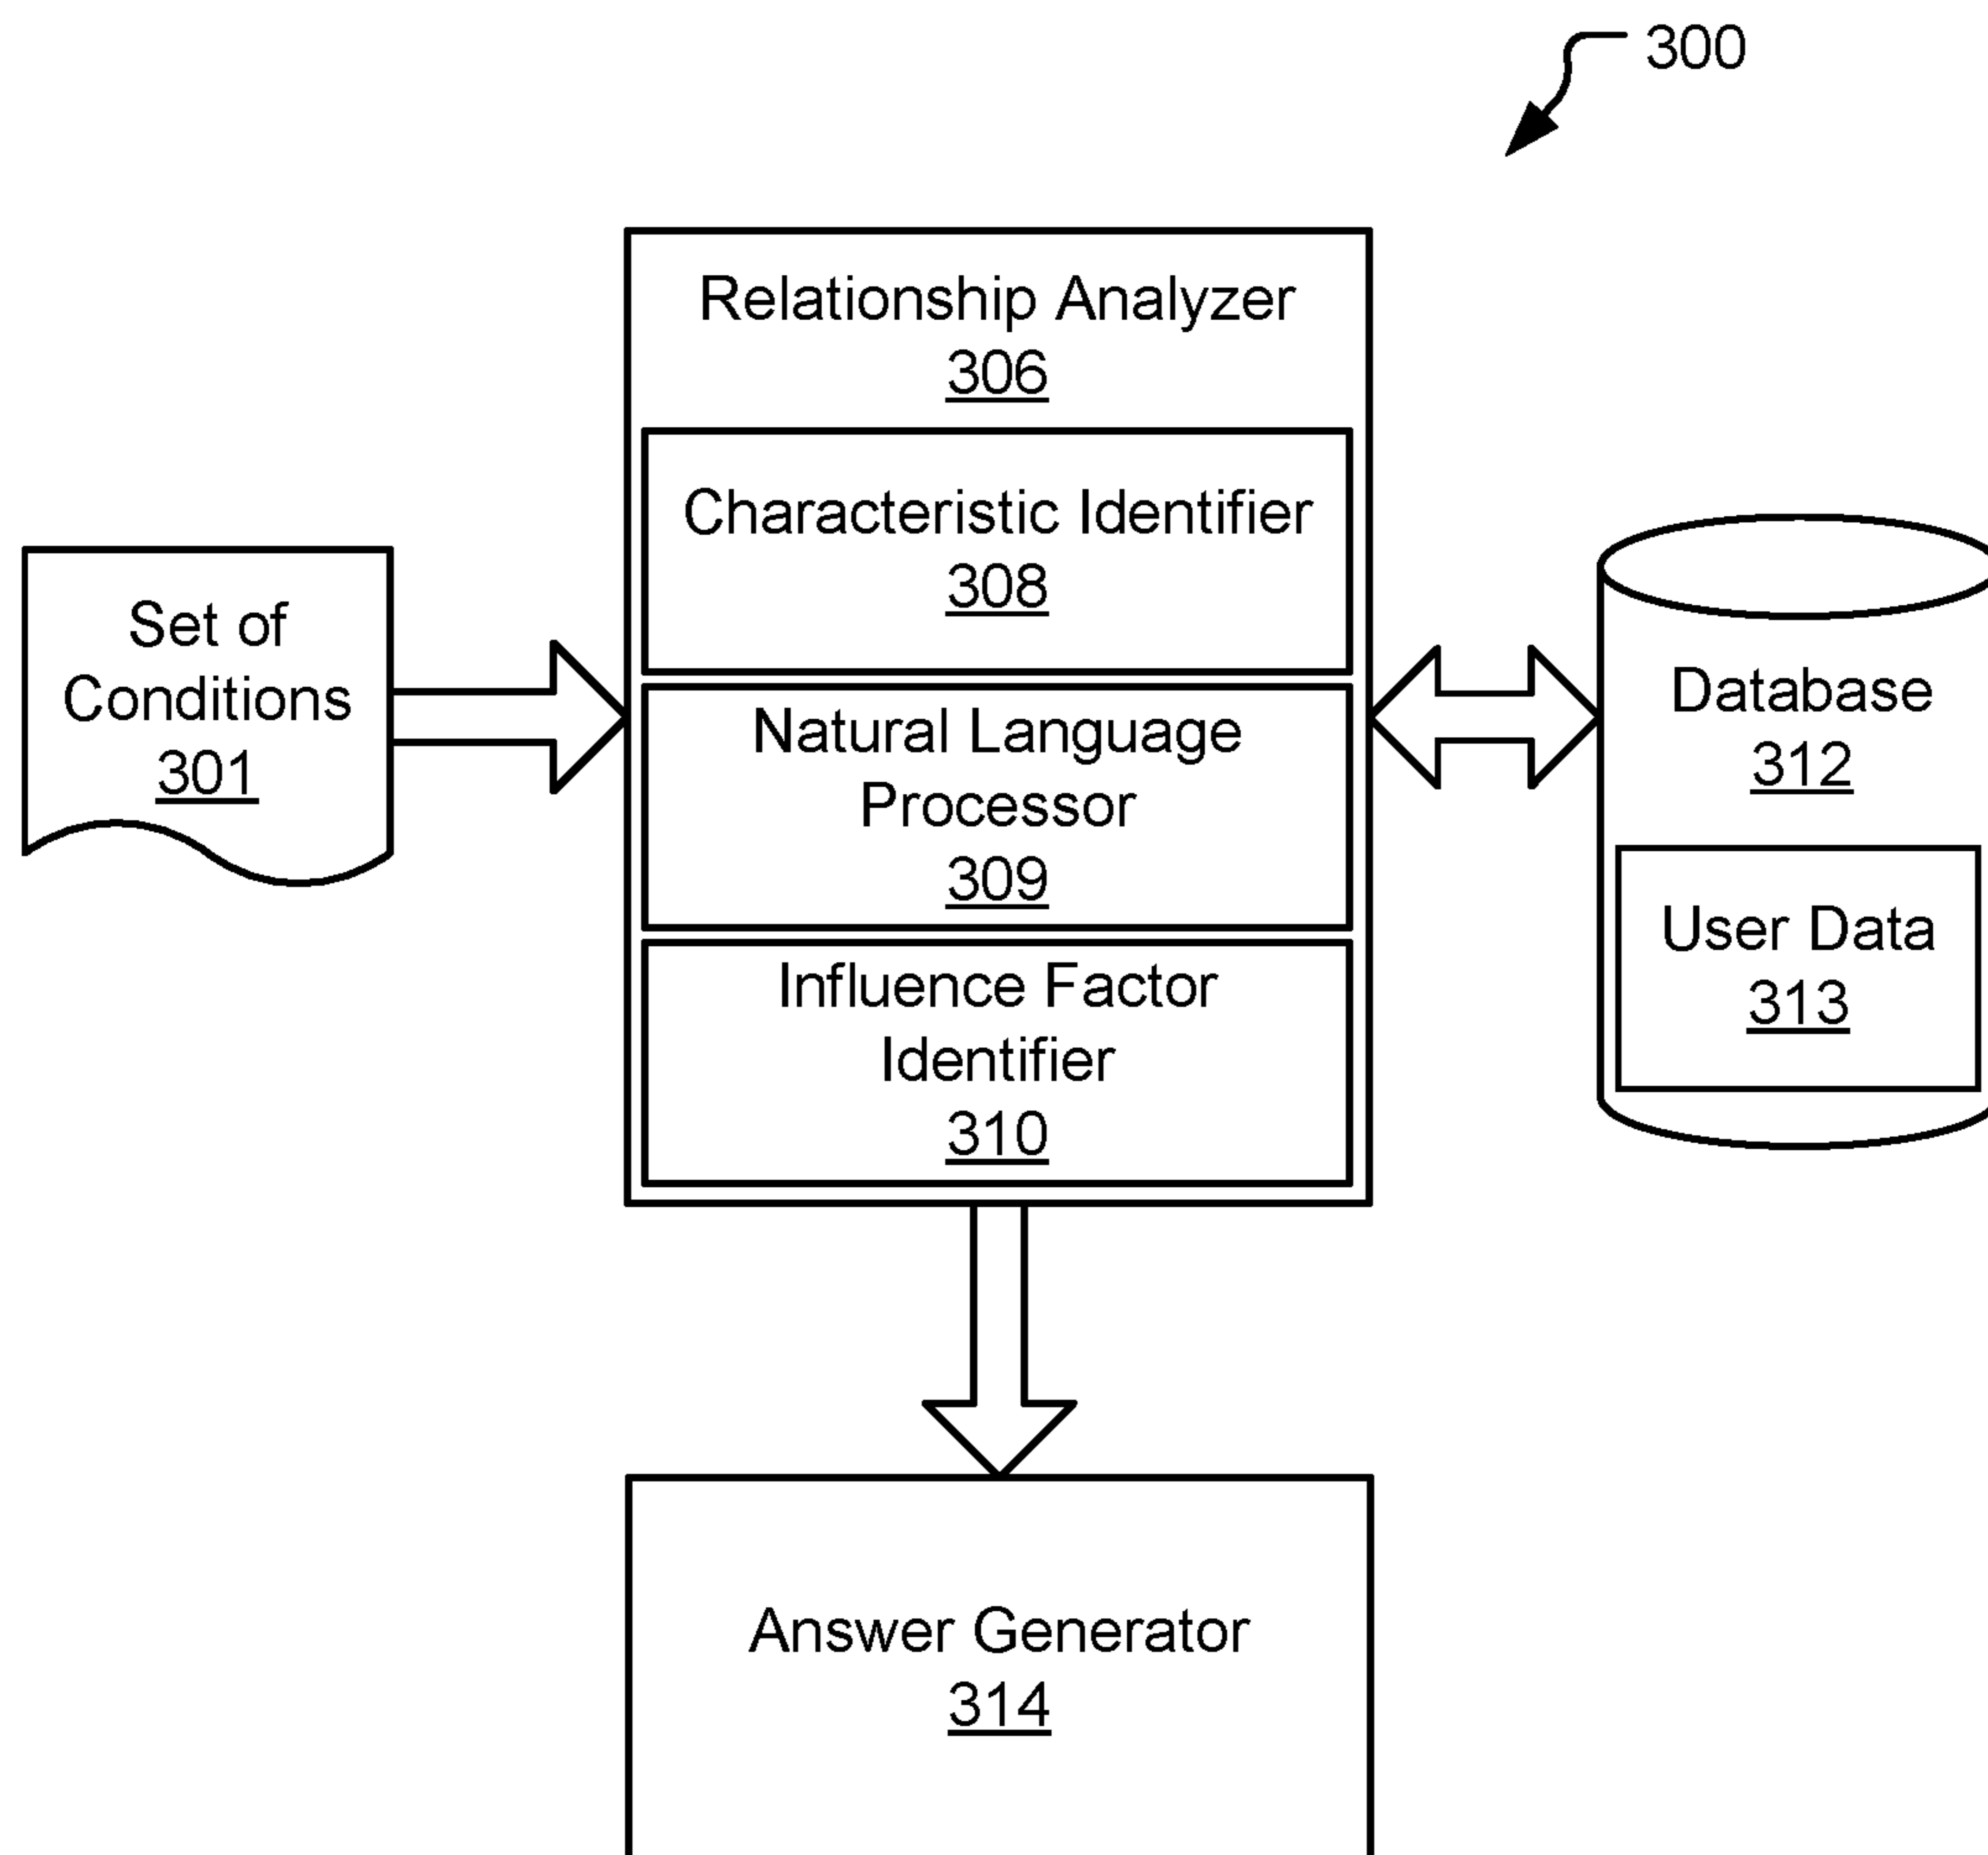 300
Relationship Analyzer
306
Characteristic Identifier
308
Set of
Conditions
301
Natural Language
Processor
309
Influence Factor
Identifier
310
Database
312
User Data
313
Answer Generator
314